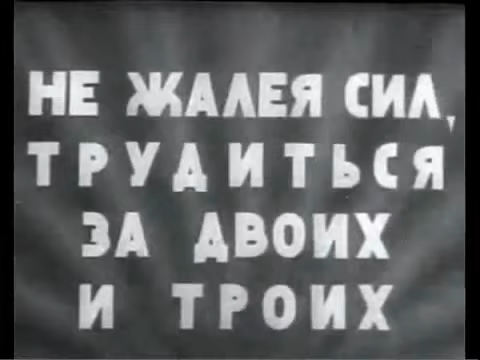 НЕ ЖАЛЕЯ СИЛ,
ТРУДИТЬСЯ
ЗА ДВОИХ
И ТРОИХ